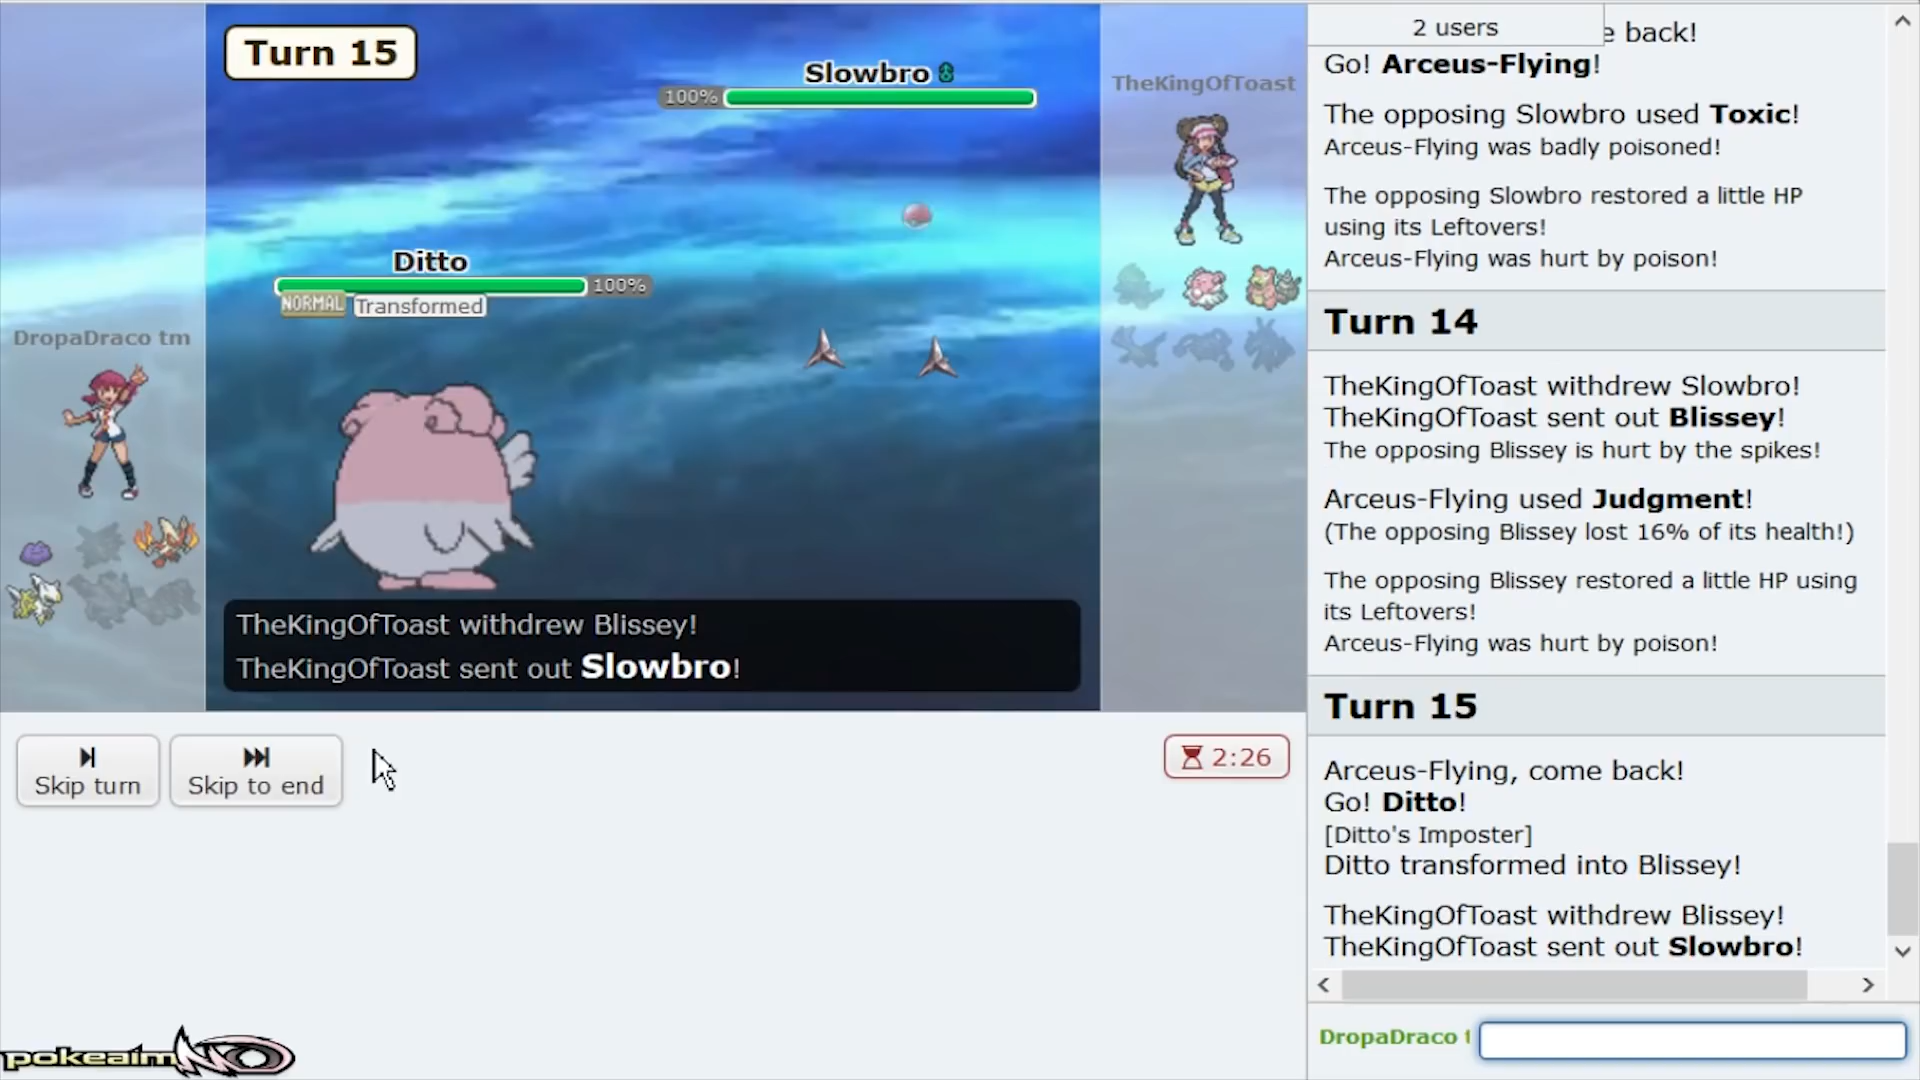 Turn 15
Slowbro
100%
TheKingOfToast
Ditto
100%
NORMAL Transformed
DropaDraco tm
TheKingOfToast withdrew Blissey!
TheKingOfToast sent out Slowbro!
Skip turn
Skip to end
2:26
pokeaimMD
2 users
e back!
Go! Arceus-Flying!
The opposing Slowbro used Toxic!
Arceus-Flying was badly poisoned!
The opposing Slowbro restored a little HP
using its Leftovers!
Arceus-Flying was hurt by poison!
Turn 14
TheKingOfToast withdrew Slowbro!
TheKingOfToast sent out Blissey!
The opposing Blissey is hurt by the spikes!
Arceus-Flying used Judgment!
(The opposing Blissey lost 16% of its health!)
The opposing Blissey restored a little HP using
its Leftovers!
Arceus-Flying was hurt by poison!
Turn 15
Arceus-Flying, come back!
Go! Ditto!
[Ditto's Imposter]
Ditto transformed into Blissey!
TheKingOfToast withdrew Blissey!
TheKingOfToast sent out Slowbro!
DropaDraco t